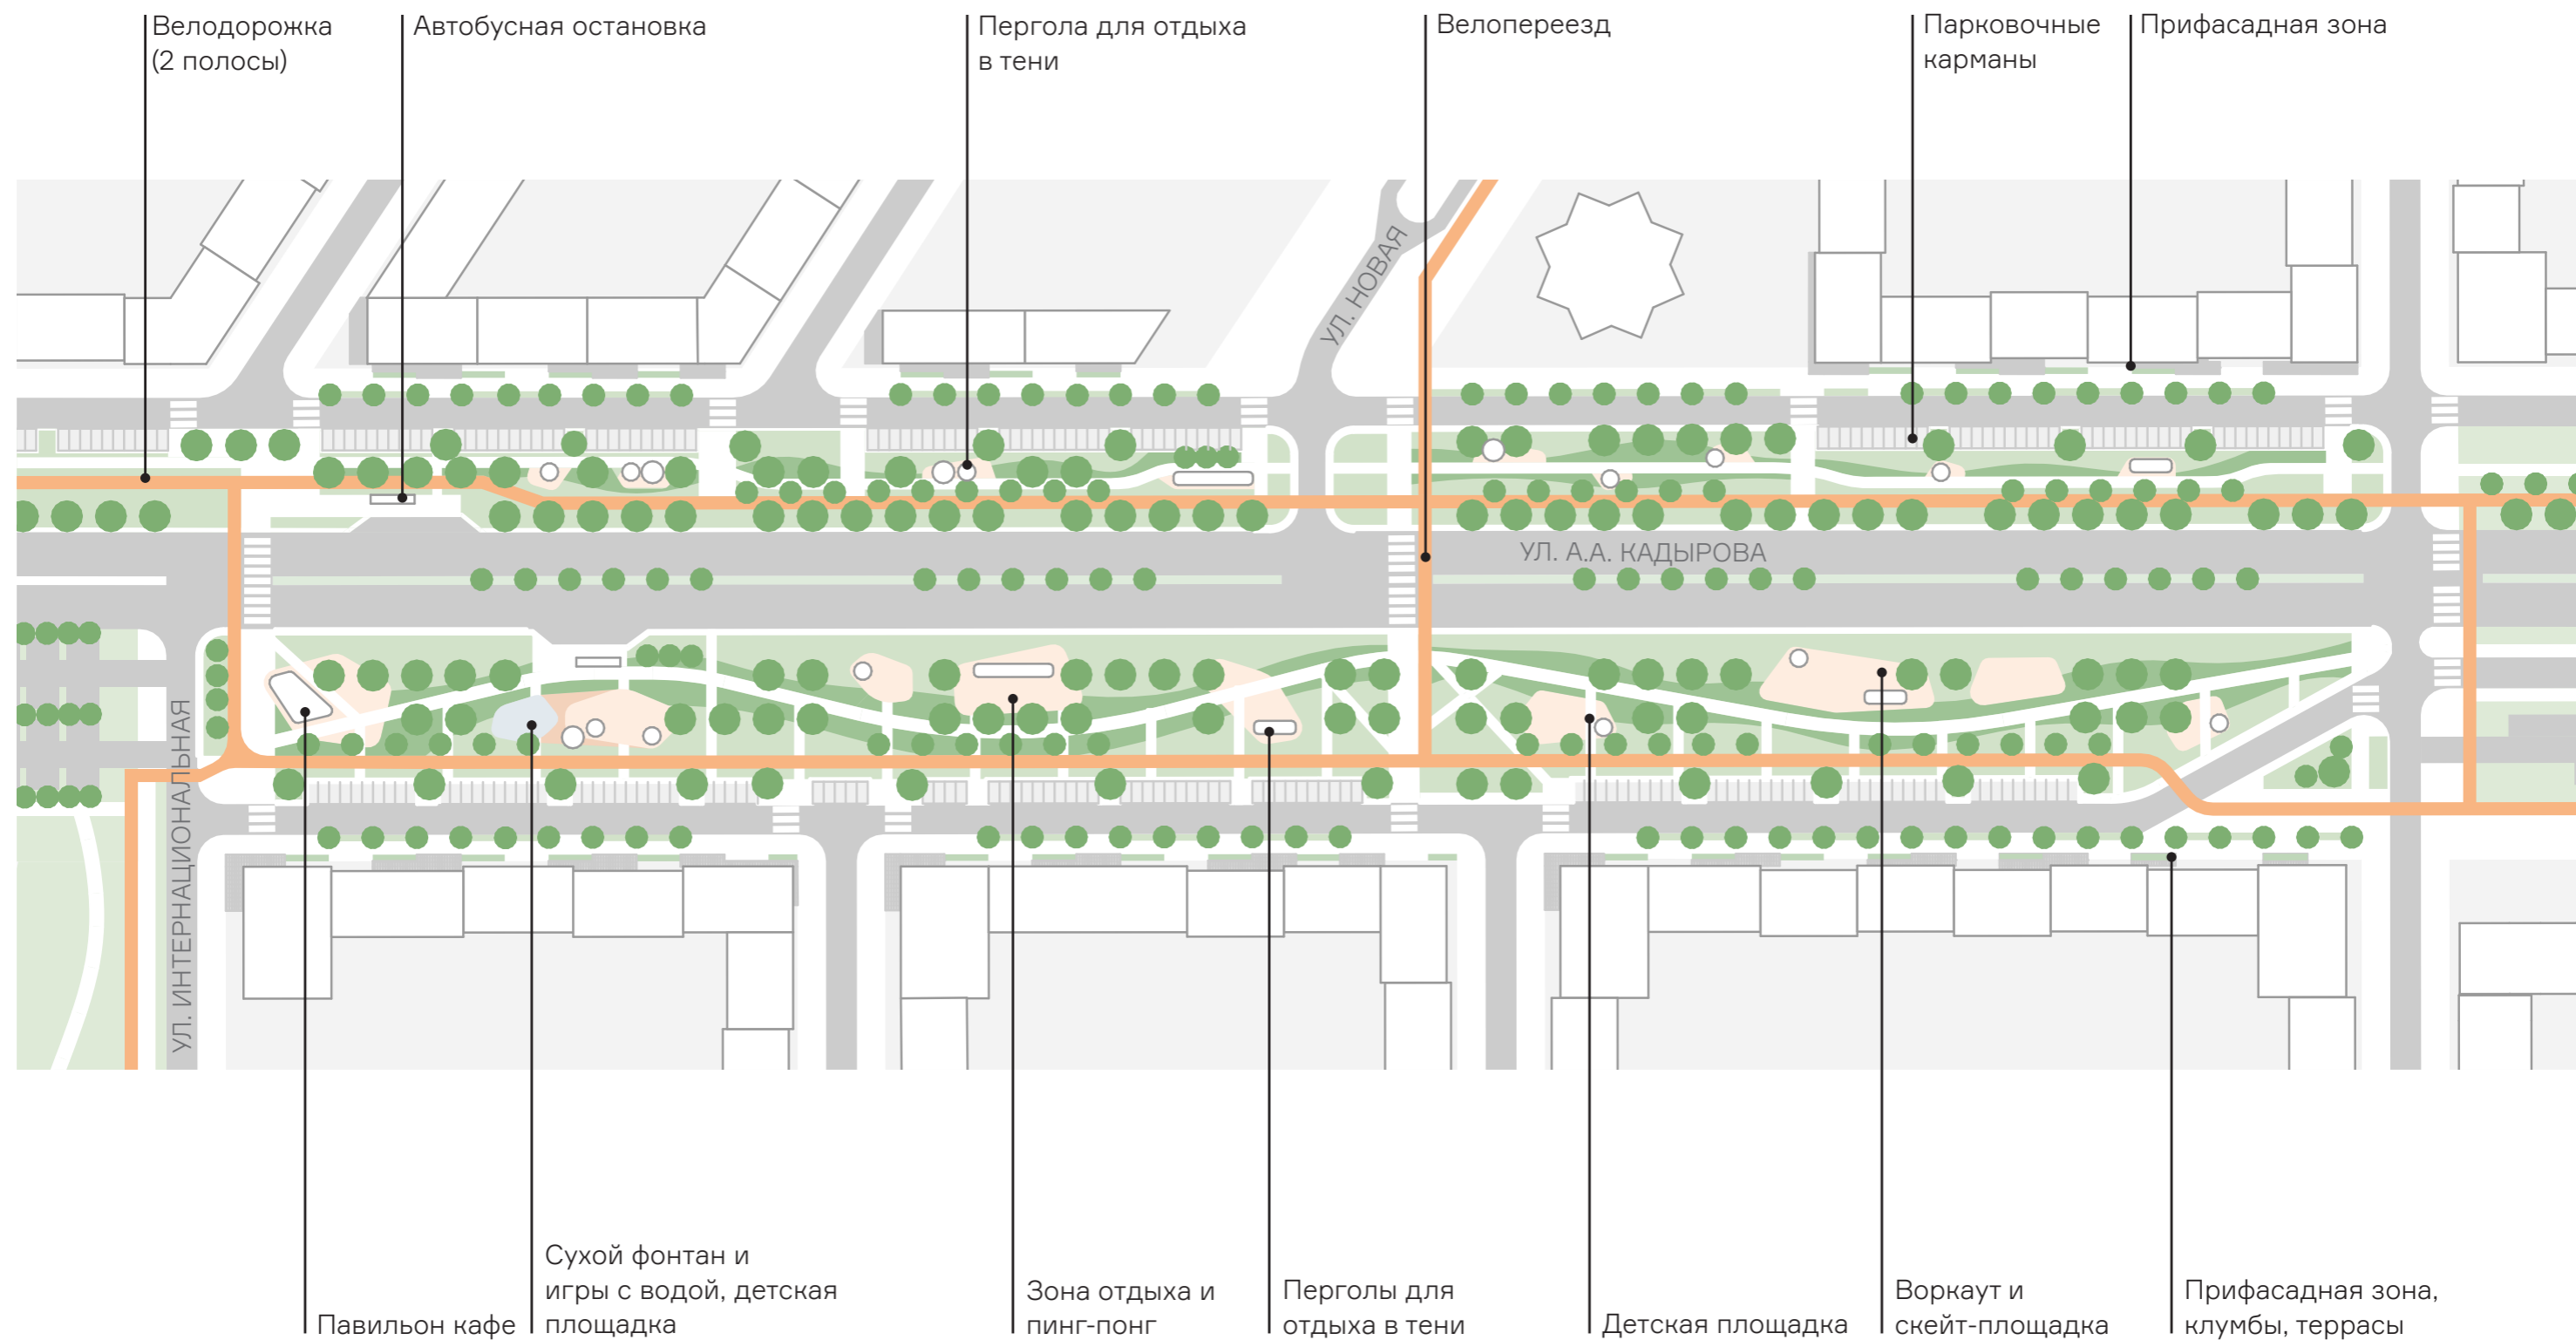 Велодорожка
(2 полосы)
Автобусная остановка
Пергола для отдыха
в тени
Велопереезд
Парковочные
карманы
Прифасадная зона
УЛ. НОВАЯ
УЛ. А.А. КАДЫРОВА
УЛ. ИНТЕРНАЦИОНАЛЬНАЯ
Павильон кафе
Сухой фонтан и
игры с водой, детская
площадка
Зона отдыха и
пинг-понг
Перголы для
отдыха в тени
Детская площадка
Воркаут и
скейт-площадка
Прифасадная зона,
клумбы, террасы